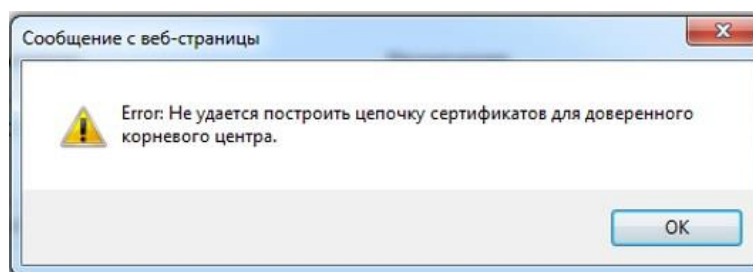 Сообщение с веб-страницы
Error: Не удается построить цепочку сертификатов для доверенного
корневого центра.
OK